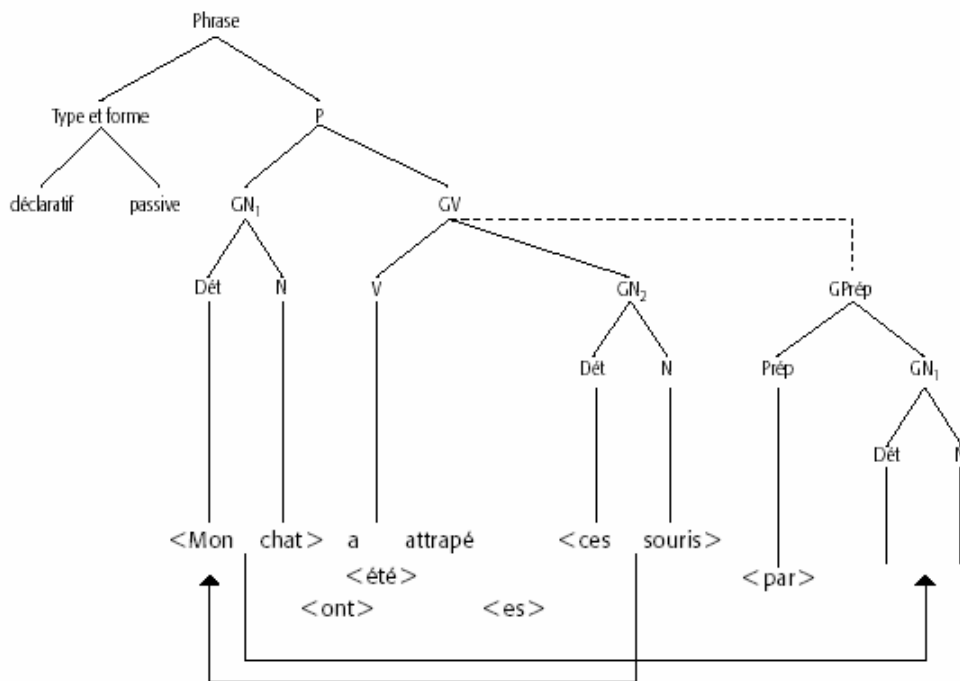 Phrase
Type et forme P
déclaratif passive GN₁ GV
Dét N V GN₂ GPrép
Dét N Prép GN₁
Dét
<Mon chat> a attrapé <ces souris>
<été> <par>
<ont> <es>